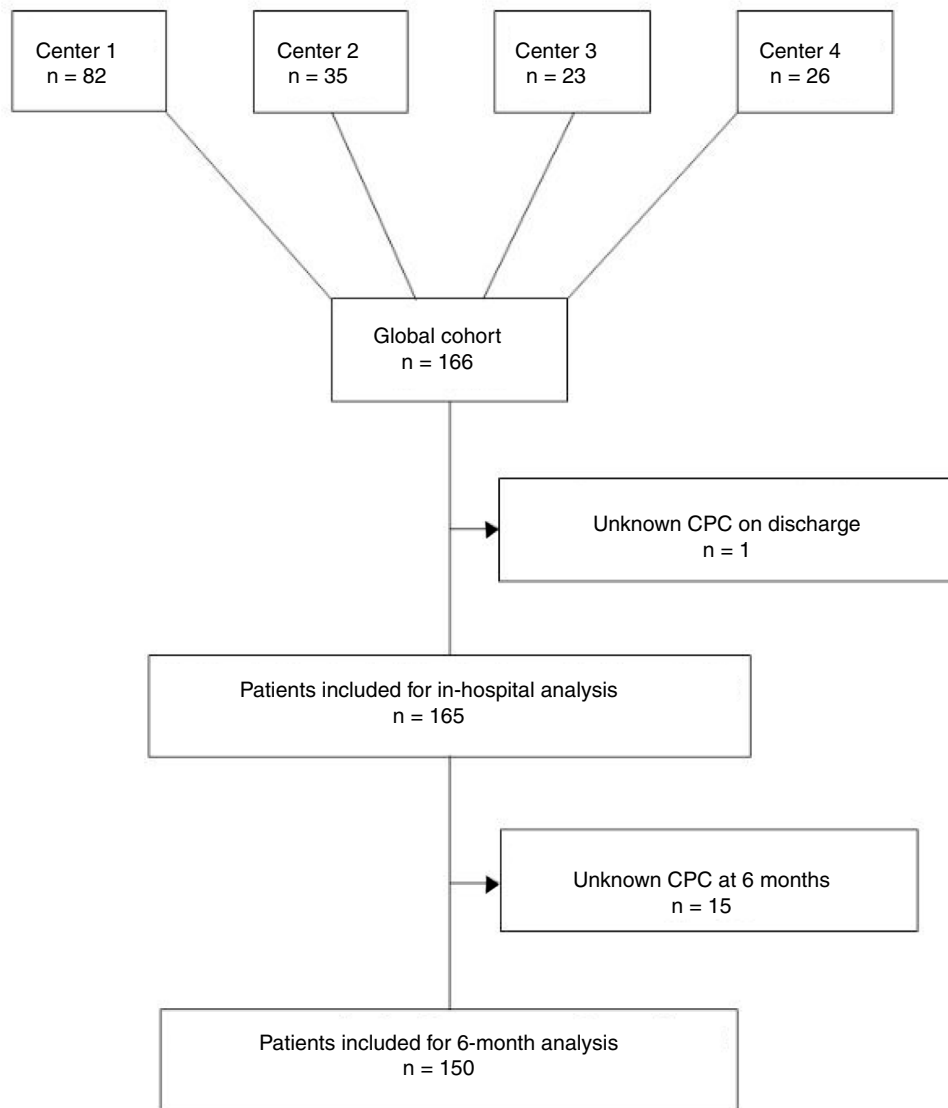 Center 1
n = 82
Center 2
n = 35
Center 3
n = 23
Center 4
n = 26
Global cohort
n = 166
Unknown CPC on discharge
n = 1
Patients included for in-hospital analysis
n = 165
Unknown CPC at 6 months
n = 15
Patients included for 6-month analysis
n = 150